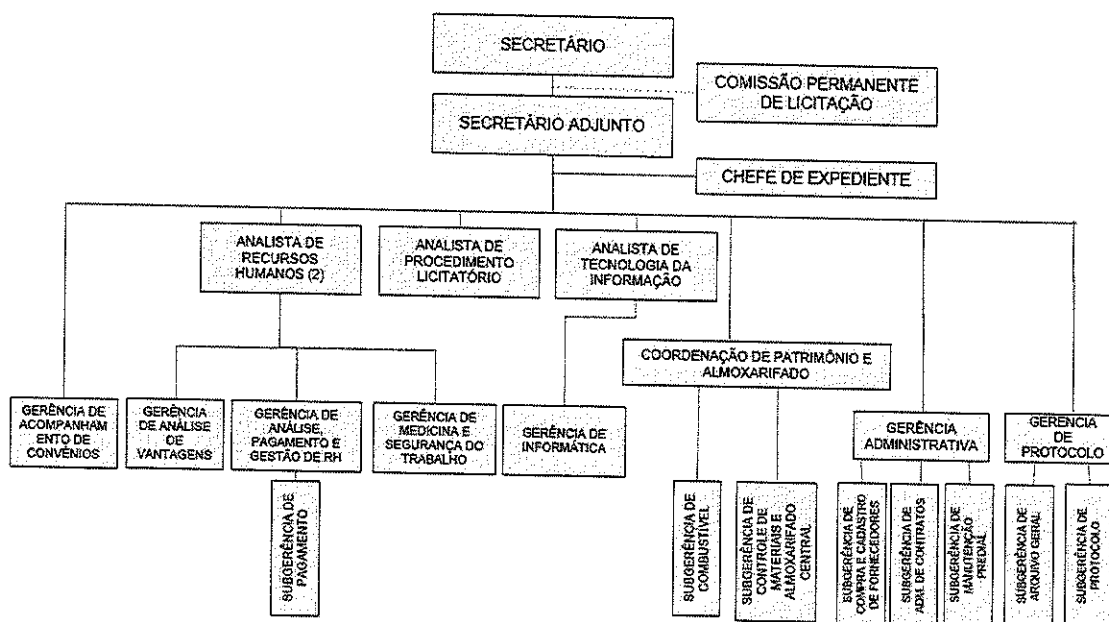 SECRETÁRIO
COMISSÃO PERMANENTE
DE LICITAÇÃO
SECRETÁRIO ADJUNTO
CHEFE DE EXPEDIENTE
ANALISTA DE
RECURSOS
HUMANOS (2)
ANALISTA DE
PROCEDIMENTO
LICITATÓRIO
ANALISTA DE
TECNOLOGIA DA
INFORMAÇÃO
COORDENAÇÃO DE PATRIMÔNIO E
ALMOXARIFADO
GERÊNCIA DE
ACOMPANHAM
ENTO DE
CONVÊNIOS
GERÊNCIA
DE ANÁLISE
DE
VANTAGENS
GERÊNCIA DE
ANÁLISE,
PAGAMENTO E
GESTÃO DE RH
GERÊNCIA DE
MEDICINA E
SEGURANÇA DO
TRABALHO
GERÊNCIA DE
INFORMÁTICA
GERÊNCIA
ADMINISTRATIVA
GERENCIA
DE
PROTOCOLO
SUBGERÊNCIA DE
PAGAMENTO
SUBGERÊNCIA DE
COMBUSTÍVEL
SUBGERÊNCIA DE
CONTROLE DE
MATERIAIS E
ALMOXARIFADO
CENTRAL
SUBGERÊNCIA DE
COMPRA E CADASTRO
DE FORNECEDORES
SUBGERÊNCIA DE
ADM. DE CONTRATOS
SUBGERÊNCIA DE
MANUTENÇÃO
PREDIAL
SUBGERÊNCIA DE
ARQUIVO GERAL
SUBGERÊNCIA DE
PROTOCOLO